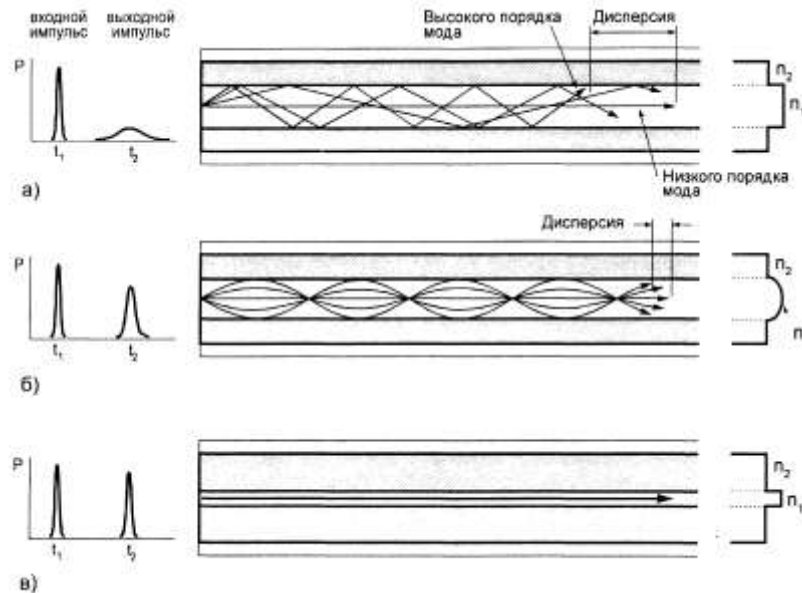 входной импульс
выходной импульс
P
t₁
t₂
Высокого порядка мода
Дисперсия
Низкого порядка мода
n₂
n
а)
P
t₁
t₂
Дисперсия
n₂
n
б)
P
t₁
t₂
n₂
n₁
в)